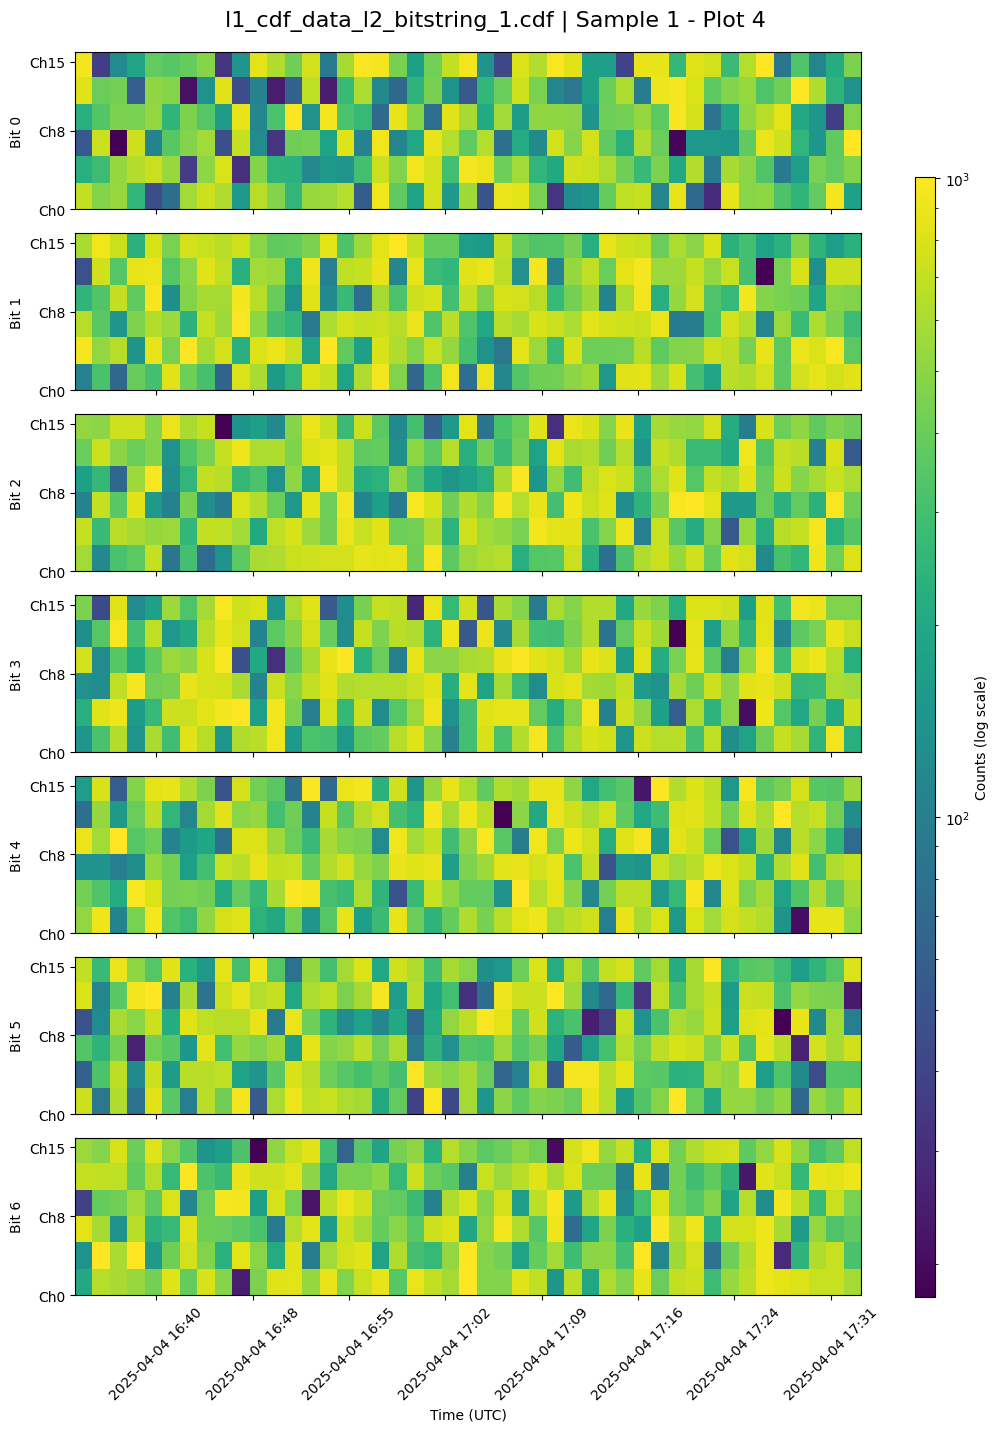 l1_cdf_data_l2_bitstring_1.cdf | Sample 1 - Plot 4
Ch15
Ch8
Ch0
Bit 0
Ch15
Ch8
Ch0
Bit 1
Ch15
Ch8
Ch0
Bit 2
Ch15
Ch8
Ch0
Bit 3
Ch15
Ch8
Ch0
Bit 4
Ch15
Ch8
Ch0
Bit 5
Ch15
Ch8
Ch0
Bit 6
2025-04-04 16:40
2025-04-04 16:48
2025-04-04 16:55
2025-04-04 17:02
2025-04-04 17:09
2025-04-04 17:16
2025-04-04 17:24
2025-04-04 17:31
Time (UTC)
10³
10²
Counts (log scale)